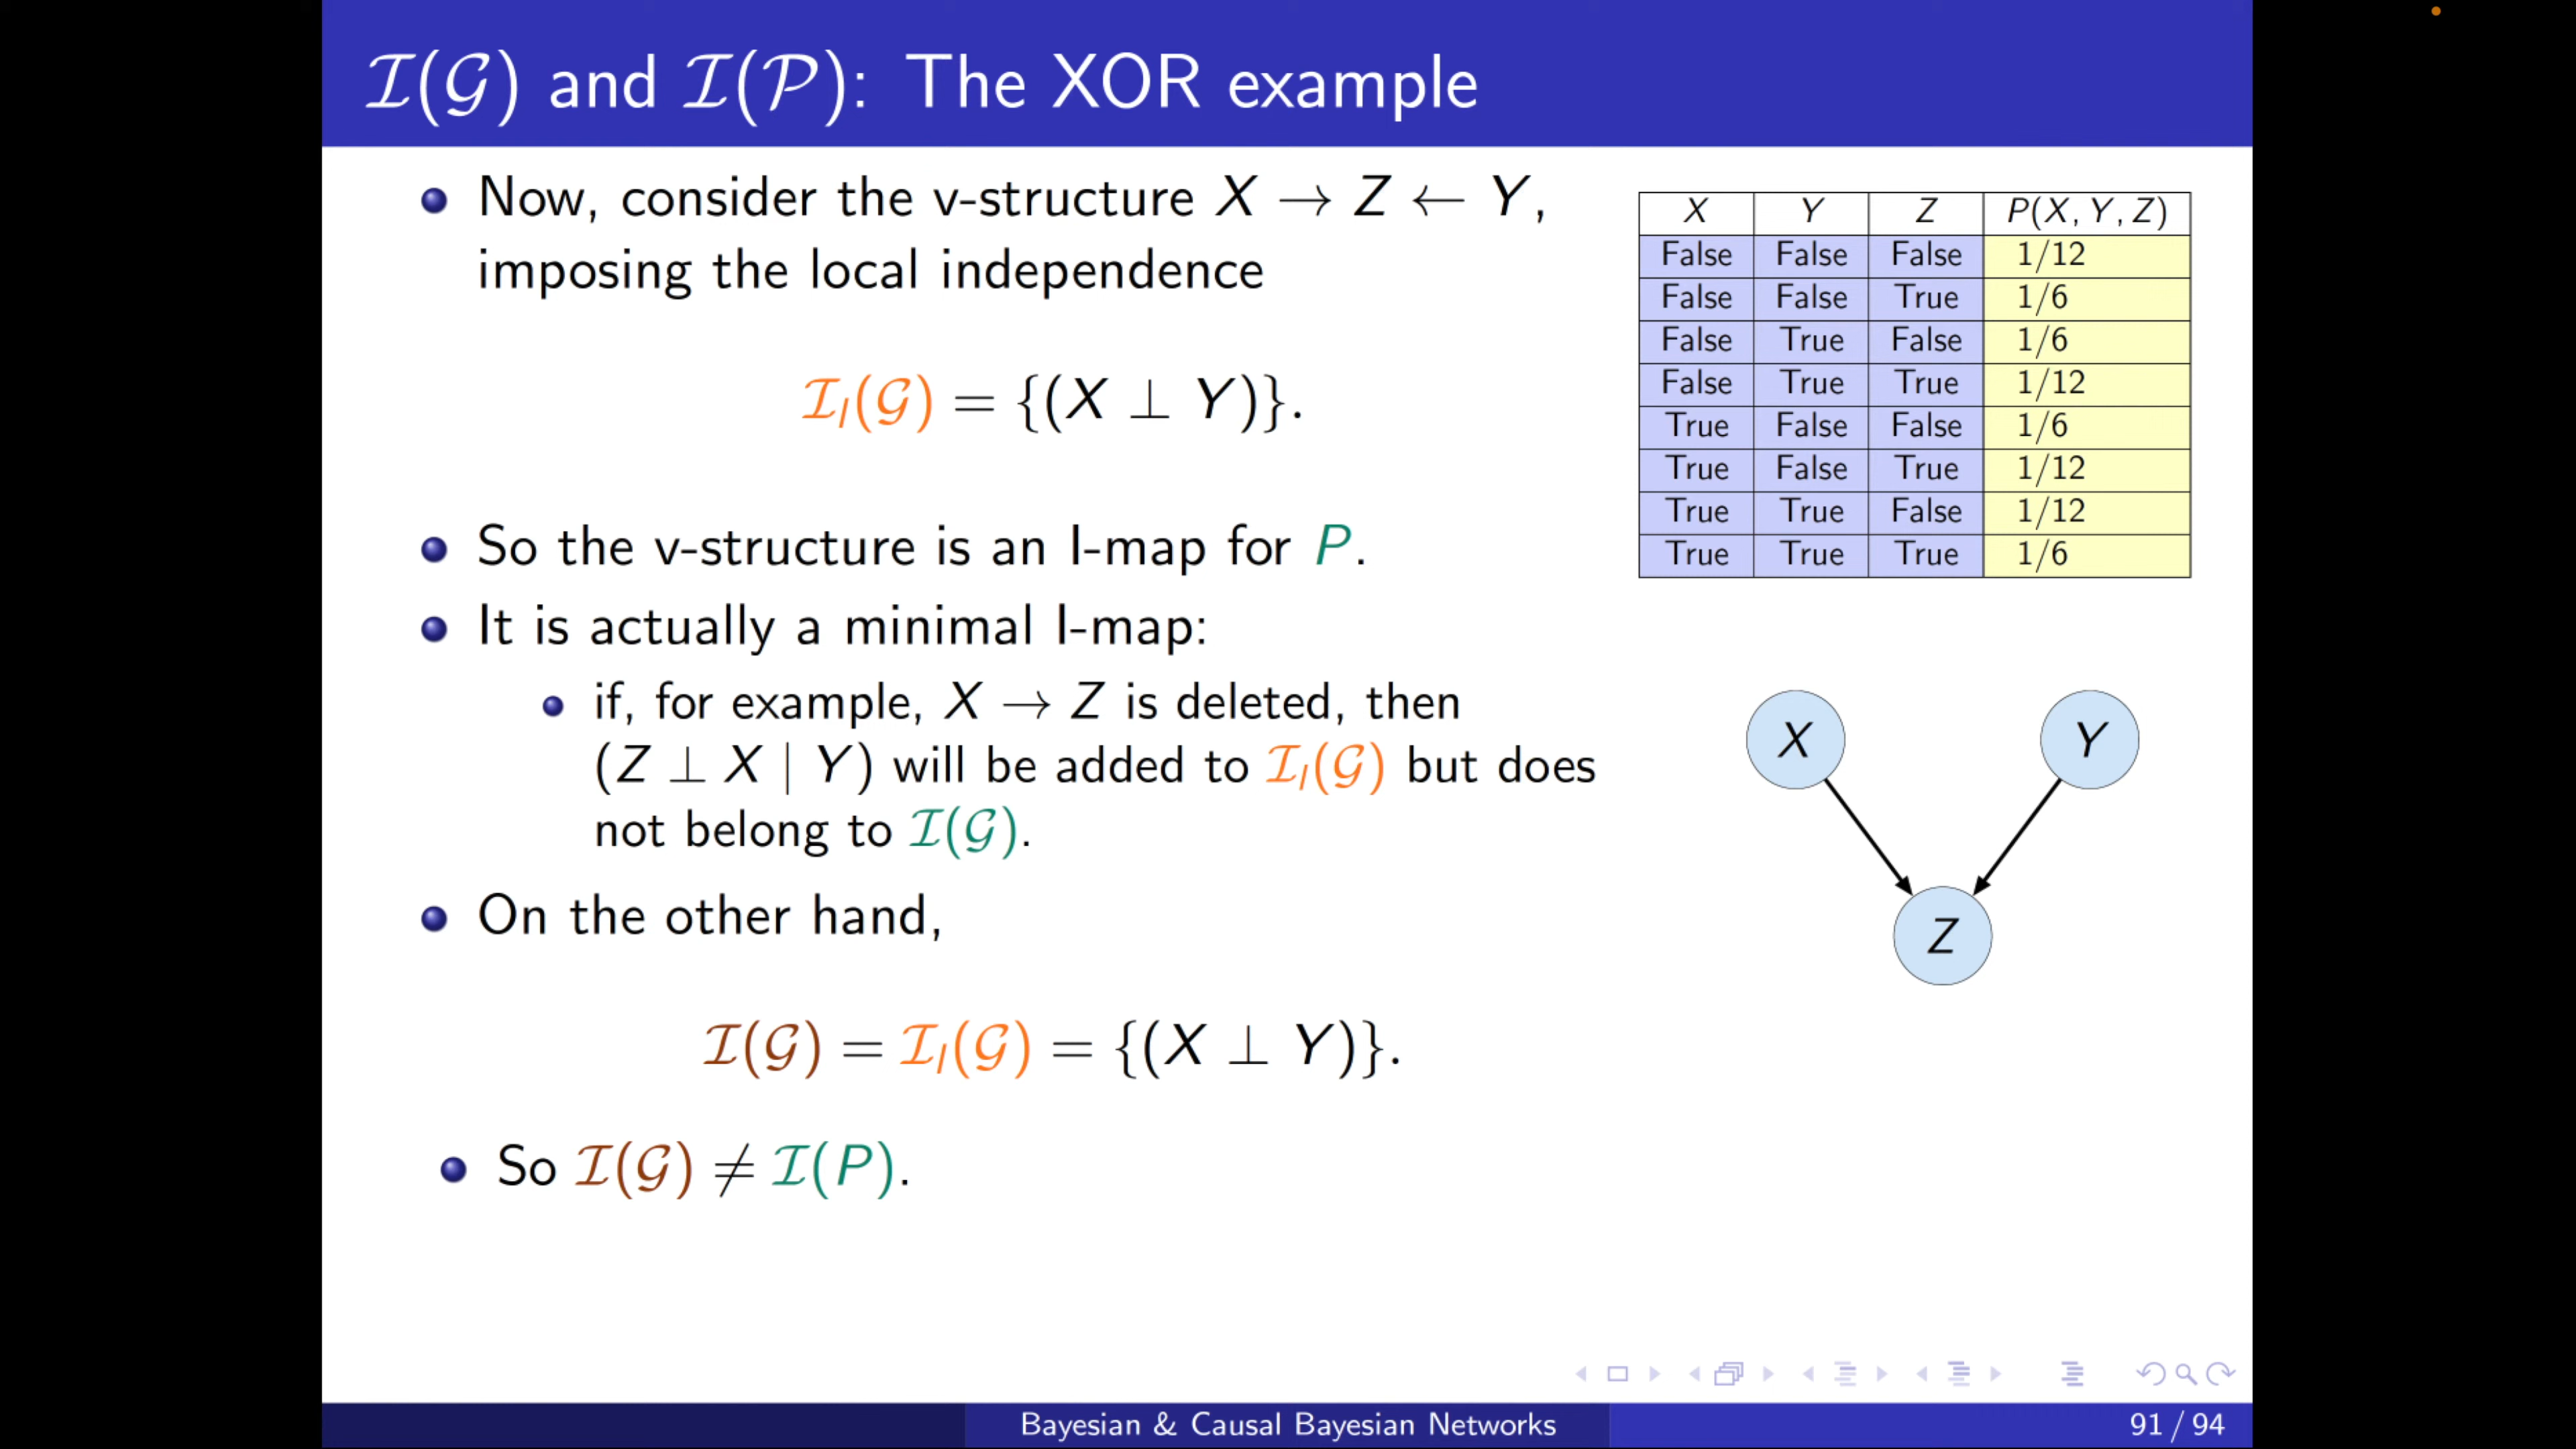 ℐ(𝒢) and ℐ(𝒫): The XOR example
Now, consider the v-structure X → Z ← Y,
imposing the local independence
ℐ_l(𝒢) = {(X ⊥ Y)}.
So the v-structure is an I-map for P.
It is actually a minimal I-map:
if, for example, X → Z is deleted, then
(Z ⊥ X | Y) will be added to ℐ_l(𝒢) but does
not belong to ℐ(𝒢).
On the other hand,
ℐ(𝒢) = ℐ_l(𝒢) = {(X ⊥ Y)}.
So ℐ(𝒢) ≠ ℐ(P).
X Y Z P(X, Y, Z)
False False False 1/12
False False True 1/6
False True False 1/6
False True True 1/12
True False False 1/6
True False True 1/12
True True False 1/12
True True True 1/6
X Y
Z
Bayesian & Causal Bayesian Networks
91 / 94